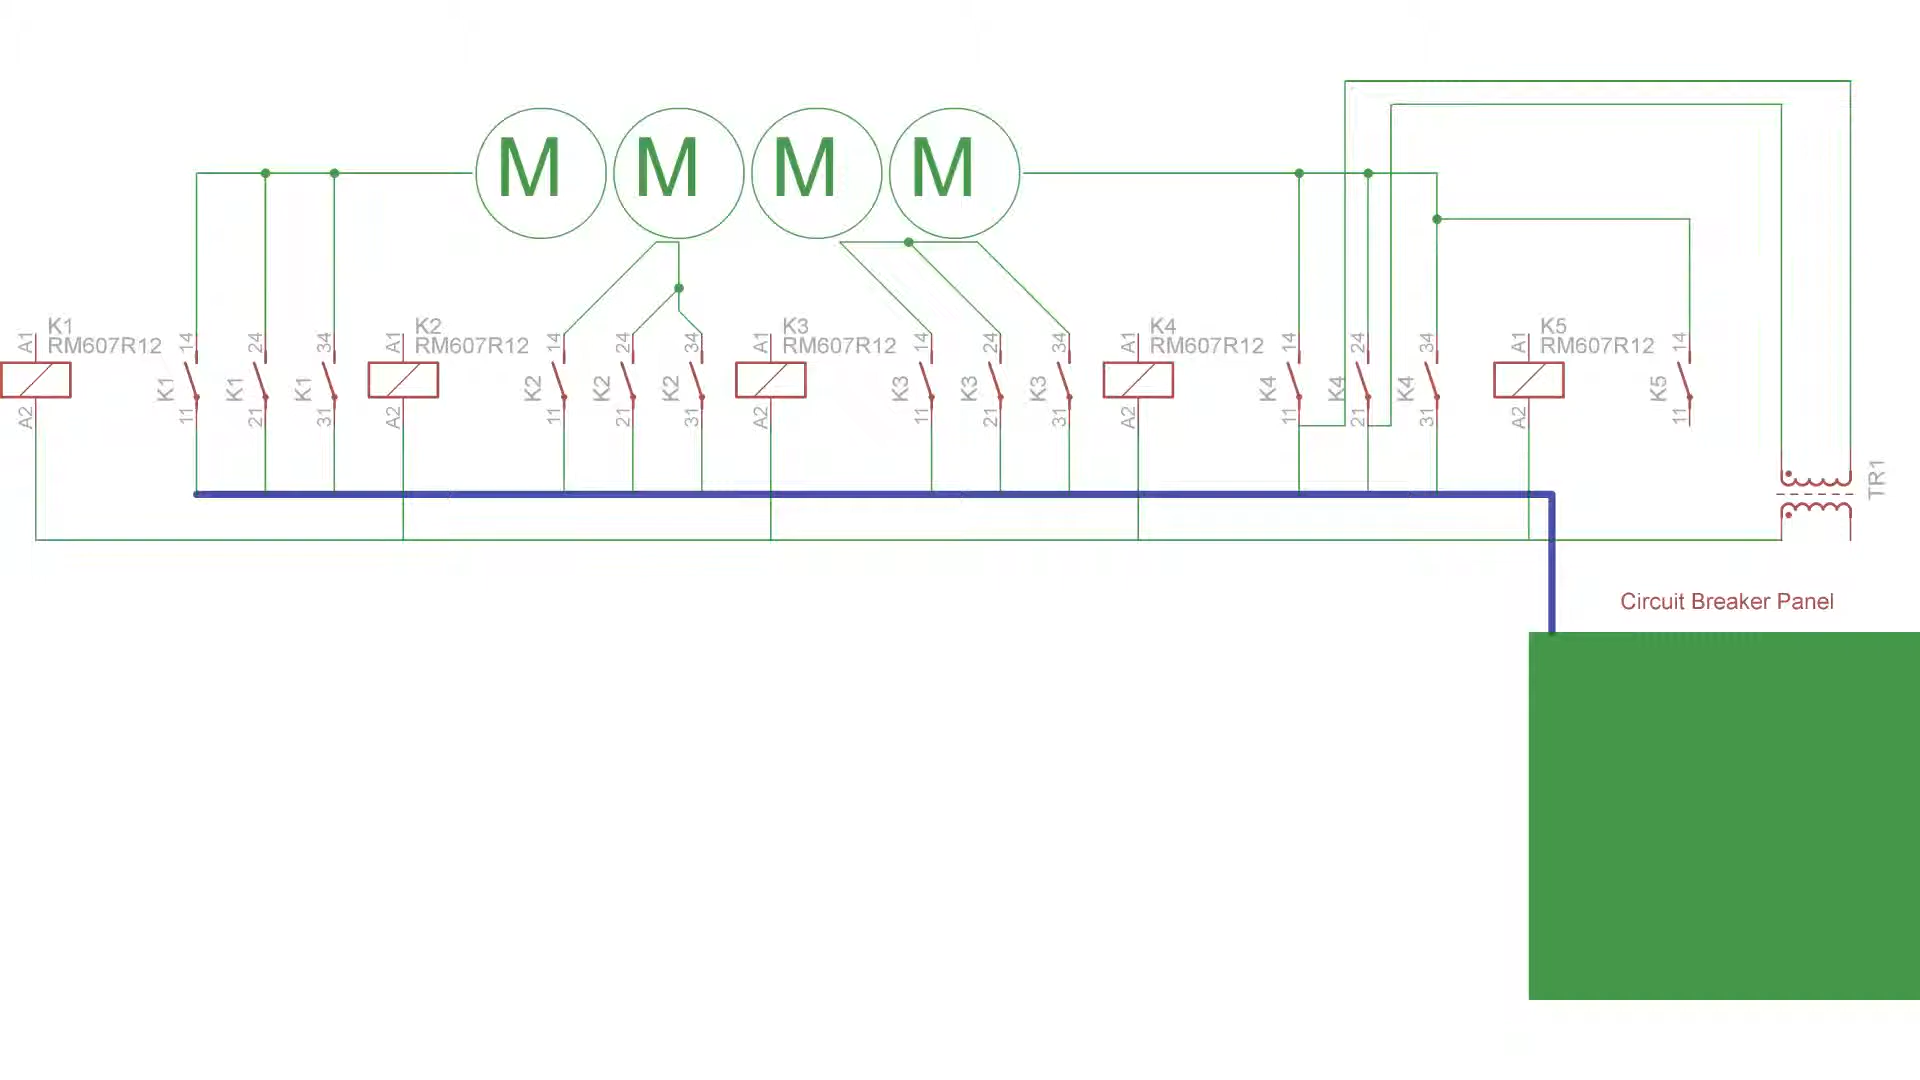 M M M M
K1
RM607R12
A1
A2
K1
14
11
K1
24
21
K1
34
31
K2
RM607R12
A1
A2
K2
14
11
K2
24
21
K2
34
31
K3
RM607R12
A1
A2
K3
14
11
K3
24
21
K3
34
31
K4
RM607R12
A1
A2
K4
14
11
K4
24
21
K4
34
31
K5
RM607R12
A1
A2
K5
14
11
TR1
Circuit Breaker Panel